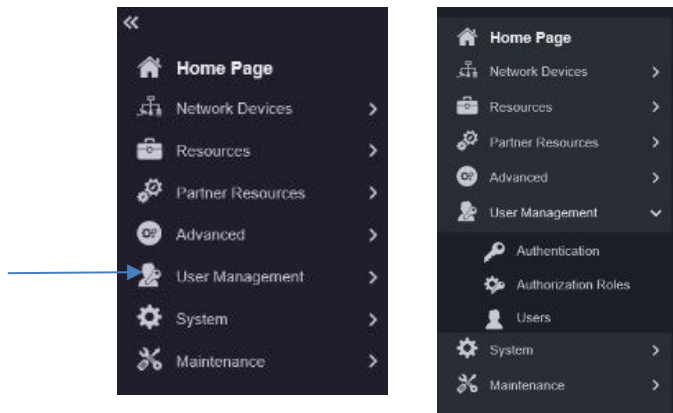 Home Page
Network Devices
Resources
Partner Resources
Advanced
User Management
System
Maintenance
Home Page
Network Devices
Resources
Partner Resources
Advanced
User Management
Authentication
Authorization Roles
Users
System
Maintenance